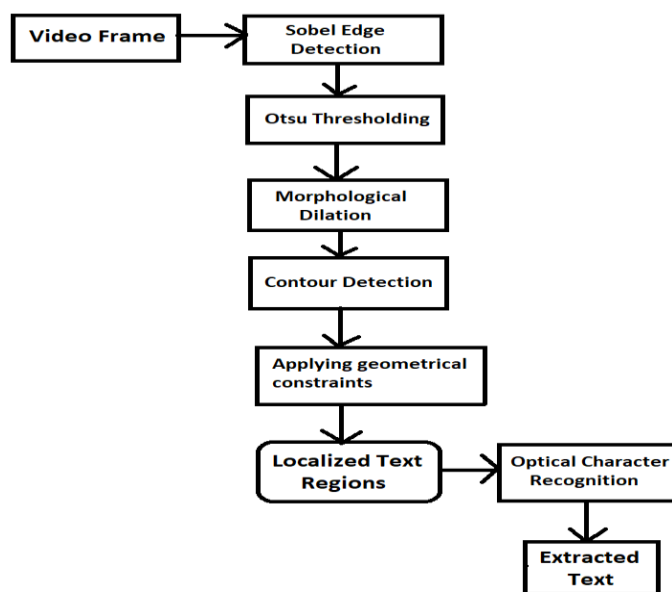 Video Frame
Sobel Edge
Detection
Otsu Thresholding
Morphological
Dilation
Contour Detection
Applying geometrical
constraints
Localized Text
Regions
Optical Character
Recognition
Extracted
Text